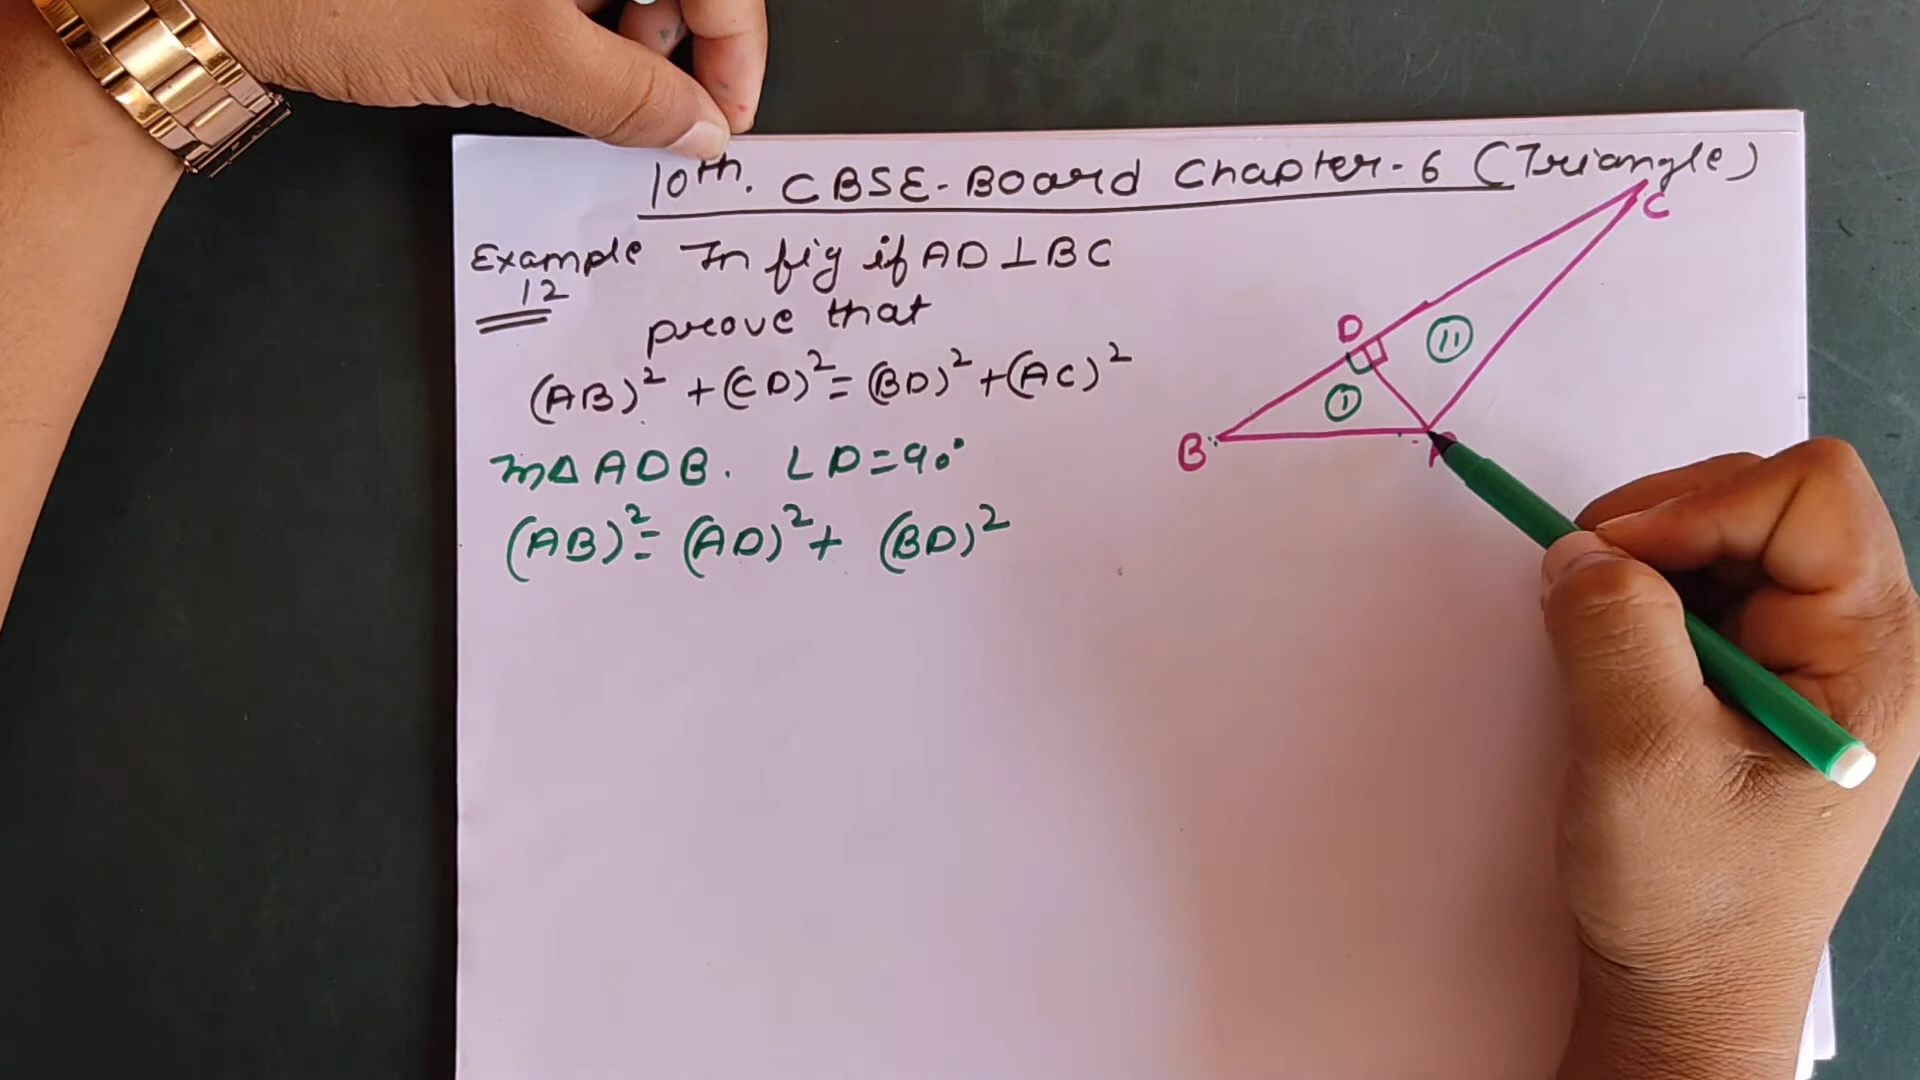 10th. CBSE-Board Chapter-6 (Triangle)
Example 12 In fig if AD⊥BC
prove that
(AB)² + (CD)² = (BD)² + (AC)²
In △ ADB. ∠D=90°
(AB)² = (AD)² + (BD)²
C
D
II
I
B
A